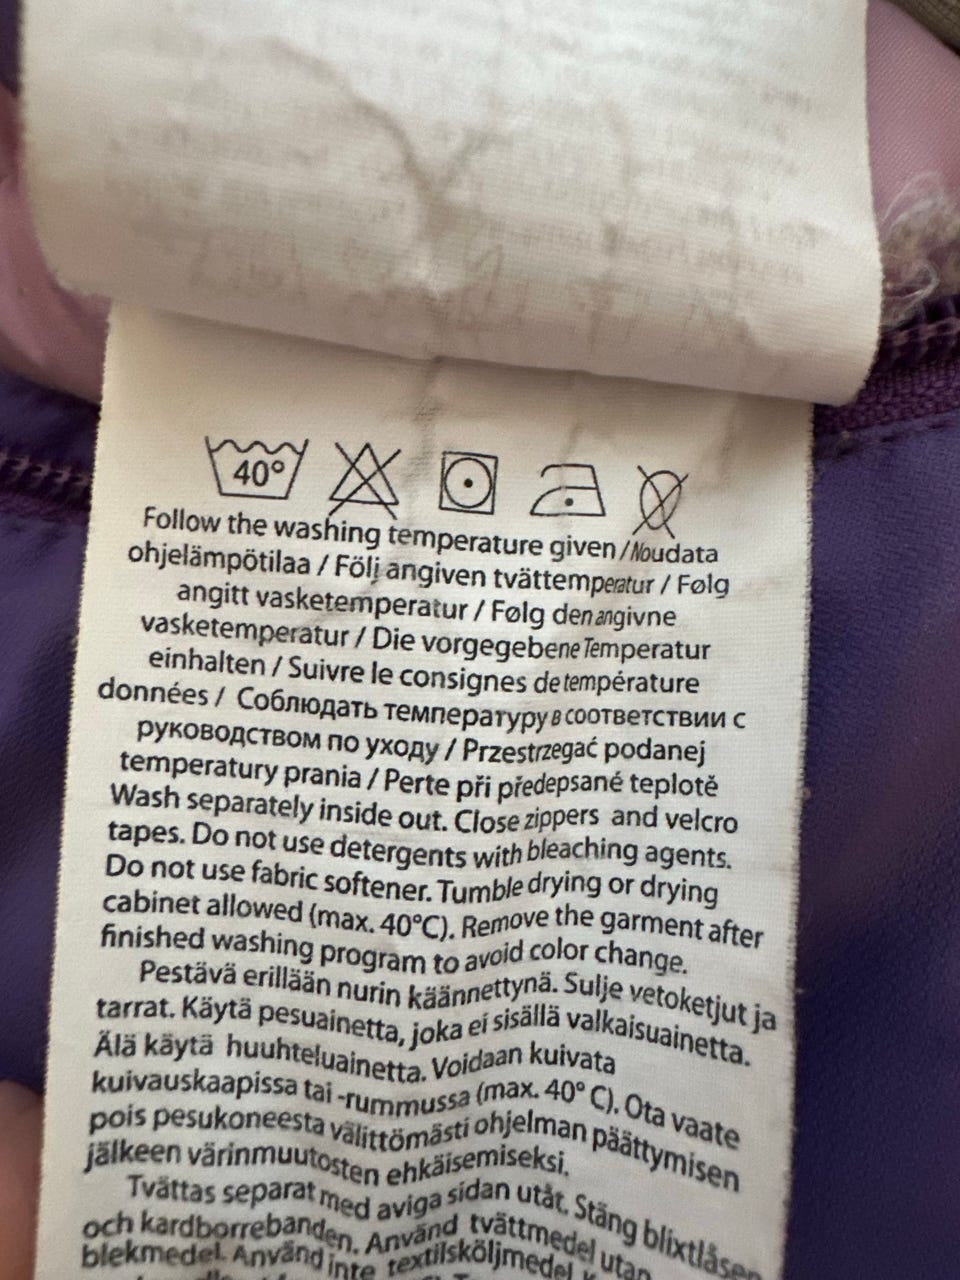 40°
Follow the washing temperature given / Noudata
ohjelämpötilaa / Följ angiven tvättemperatur / Følg
angitt vasketemperatur / Følg den angivne
vasketemperatur / Die vorgegebene Temperatur
einhalten / Suivre le consignes de température
données / Соблюдать температуру в соответствии с
руководством по уходу / Przestrzegać podanej
temperatury prania / Perte při předepsané teplotě
Wash separately inside out. Close zippers and velcro
tapes. Do not use detergents with bleaching agents.
Do not use fabric softener. Tumble drying or drying
cabinet allowed (max. 40°C). Remove the garment after
finished washing program to avoid color change.
Pestävä erillään nurin käännettynä. Sulje vetoketjut ja
tarrat. Käytä pesuainetta, joka ei sisällä valkaisuainetta.
Älä käytä huuhteluainetta. Voidaan kuivata
kuivauskaapissa tai -rummussa (max. 40° C). Ota vaate
pois pesukoneesta välittömästi ohjelman päättymisen
jälkeen värinmuutosten ehkäisemiseksi.
Tvättas separat med aviga sidan utåt. Stäng blixtlåsen
och kardborrebanden. Använd tvättmedel utan
blekmedel. Använd inte textilsköljmedel.